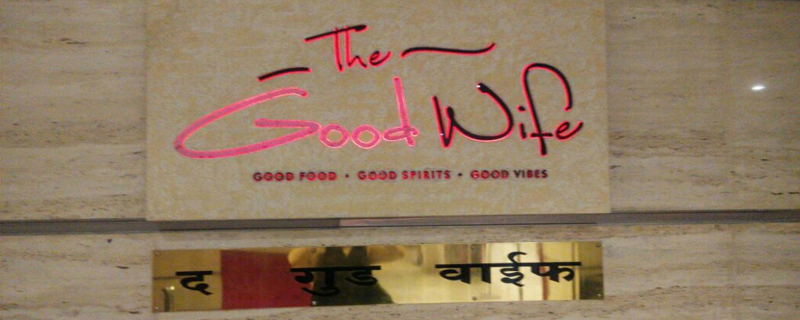 The
Good Wife
GOOD FOOD • GOOD SPIRITS • GOOD VIBES
द गुड वाईफ